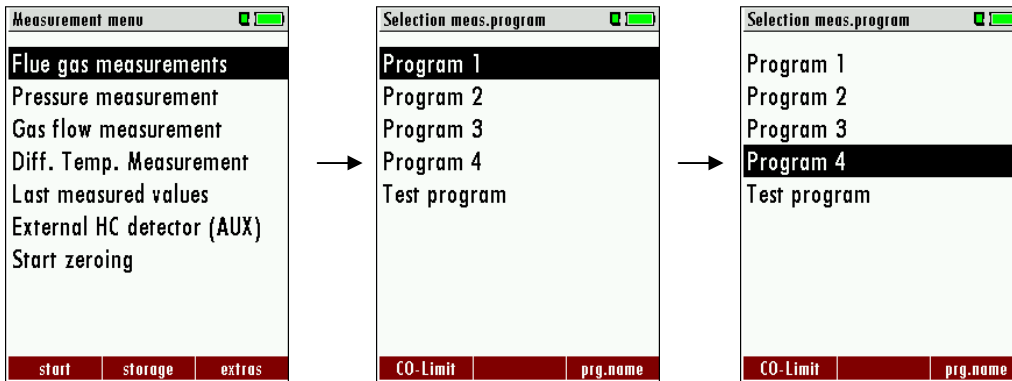 Measurement menu
Flue gas measurements
Pressure measurement
Gas flow measurement
Diff. Temp. Measurement
Last measured values
External HC detector (AUX)
Start zeroing
start storage extras
Selection meas.program
Program 1
Program 2
Program 3
Program 4
Test program
CO-Limit prg.name
Selection meas.program
Program 1
Program 2
Program 3
Program 4
Test program
CO-Limit prg.name